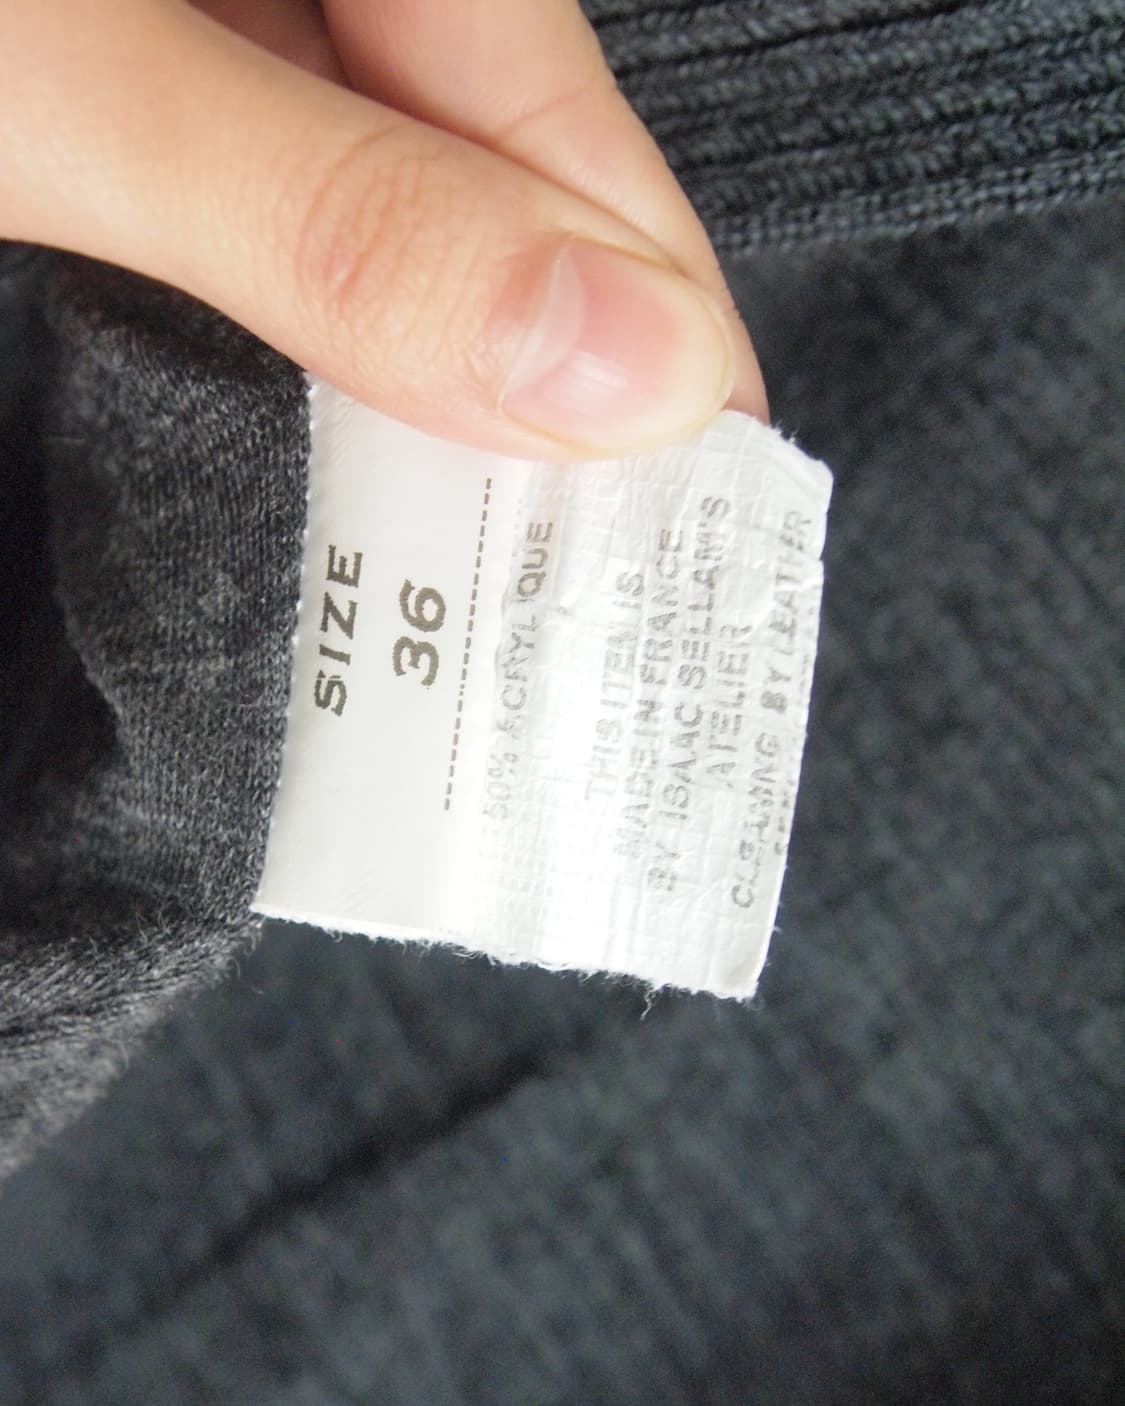 SIZE
36
50% ACRYLIQUE
THIS ITEM IS
MADE IN FRANCE
BY ISAAC SELLAM'S
ATELIER
CLEANING BY LEATHER